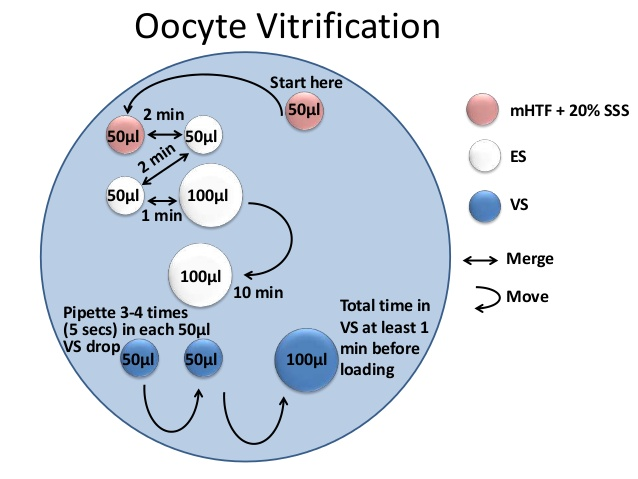 Oocyte Vitrification
Start here
50µl
2 min
50µl
50µl
2 min
50µl
100µl
1 min
100µl
10 min
Pipette 3-4 times
(5 secs) in each 50µl
VS drop
50µl
50µl
100µl
Total time in
VS at least 1
min before
loading
mHTF + 20% SSS
ES
VS
Merge
Move